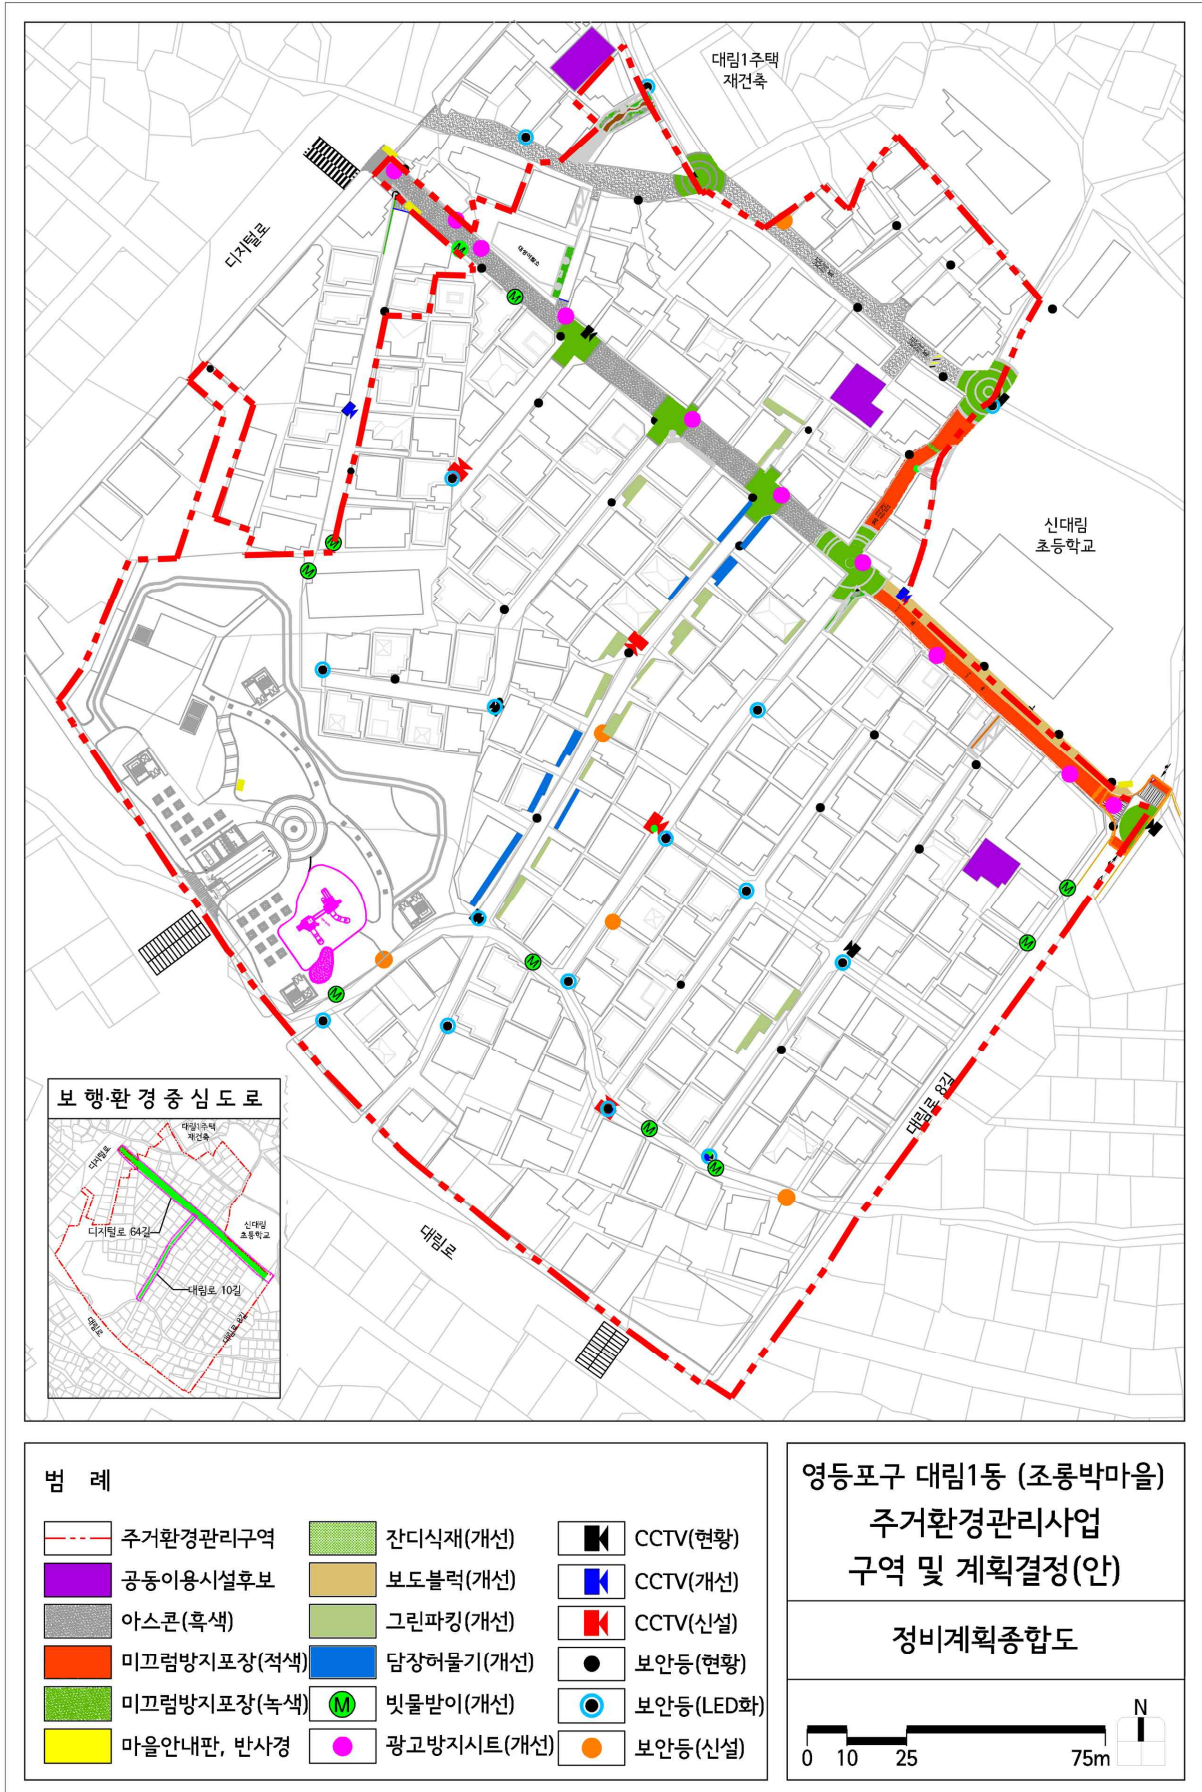 대림1주택
재건축
디지털로
신대림
초등학교
대림로 8길
대림로
보행·환경중심도로
대림1주택
재건축
디지털로
디지털로 64길
신대림
초등학교
대림로 10길
대림로
대림로 8길
범 례
주거환경관리구역
공동이용시설후보
아스콘(흑색)
미끄럼방지포장(적색)
미끄럼방지포장(녹색)
마을안내판, 반사경
잔디식재(개선)
보도블럭(개선)
그린파킹(개선)
담장허물기(개선)
M 빗물받이(개선)
광고방지시트(개선)
CCTV(현황)
CCTV(개선)
CCTV(신설)
보안등(현황)
보안등(LED화)
보안등(신설)
영등포구 대림1동 (조롱박마을)
주거환경관리사업
구역 및 계획결정(안)
정비계획종합도
N
0 10 25 75m